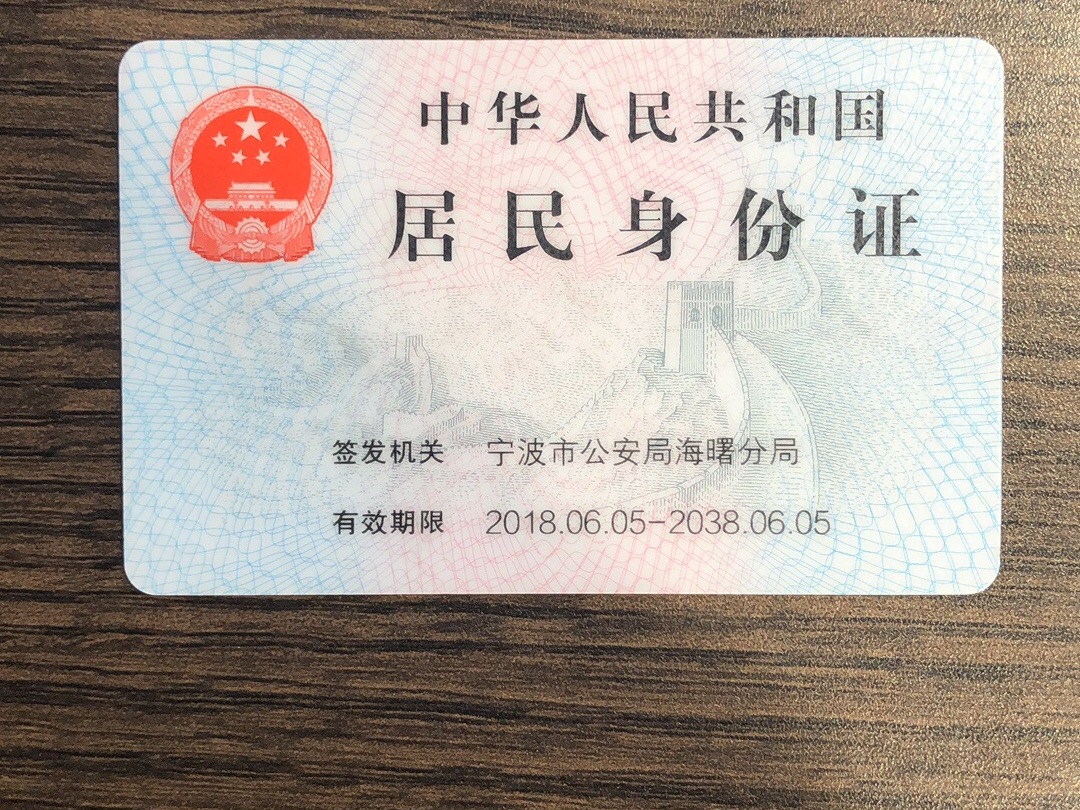 中华人民共和国
居民身份证
签发机关 宁波市公安局海曙分局
有效期限 2018.06.05-2038.06.05